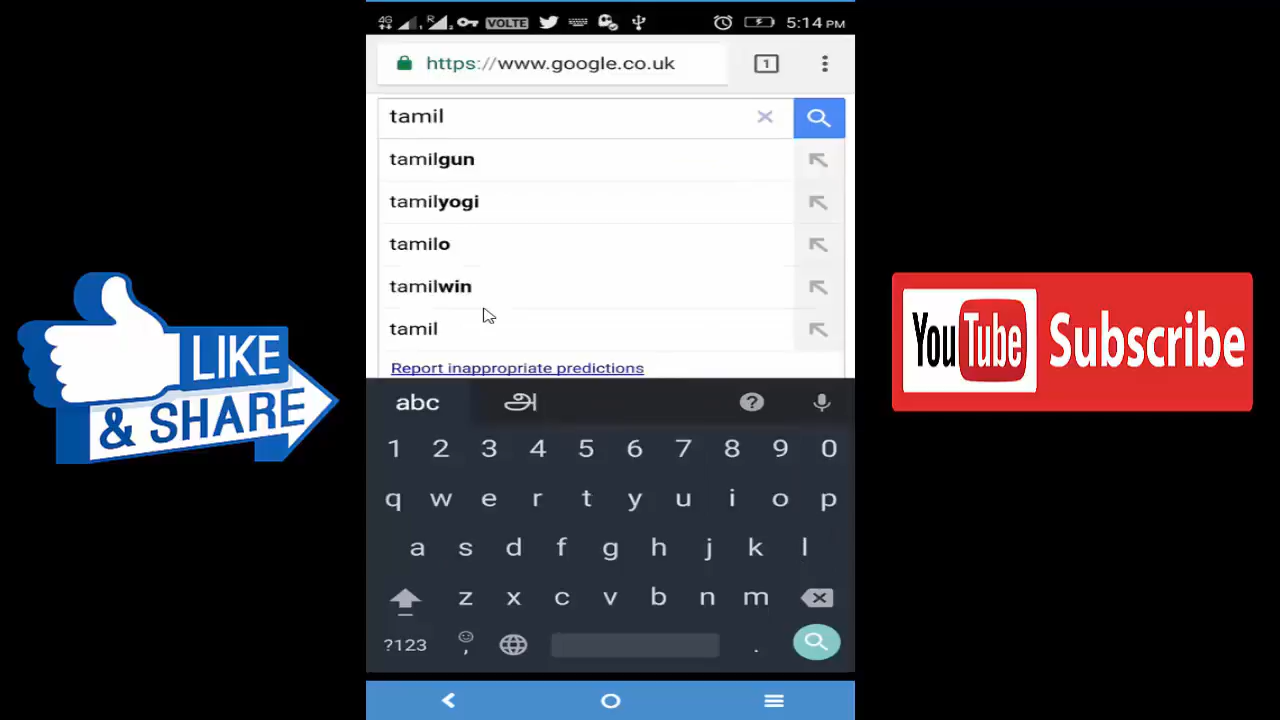 4G R VOLTE 5:14 PM
https://www.google.co.uk 1
tamil
tamilgun
tamilyogi
tamilo
tamilwin
tamil
Report inappropriate predictions
abc அ ?
1 2 3 4 5 6 7 8 9 0
q w e r t y u i o p
a s d f g h j k l
z x c v b n m
?123 , .
LIKE
& SHARE
YouTube Subscribe